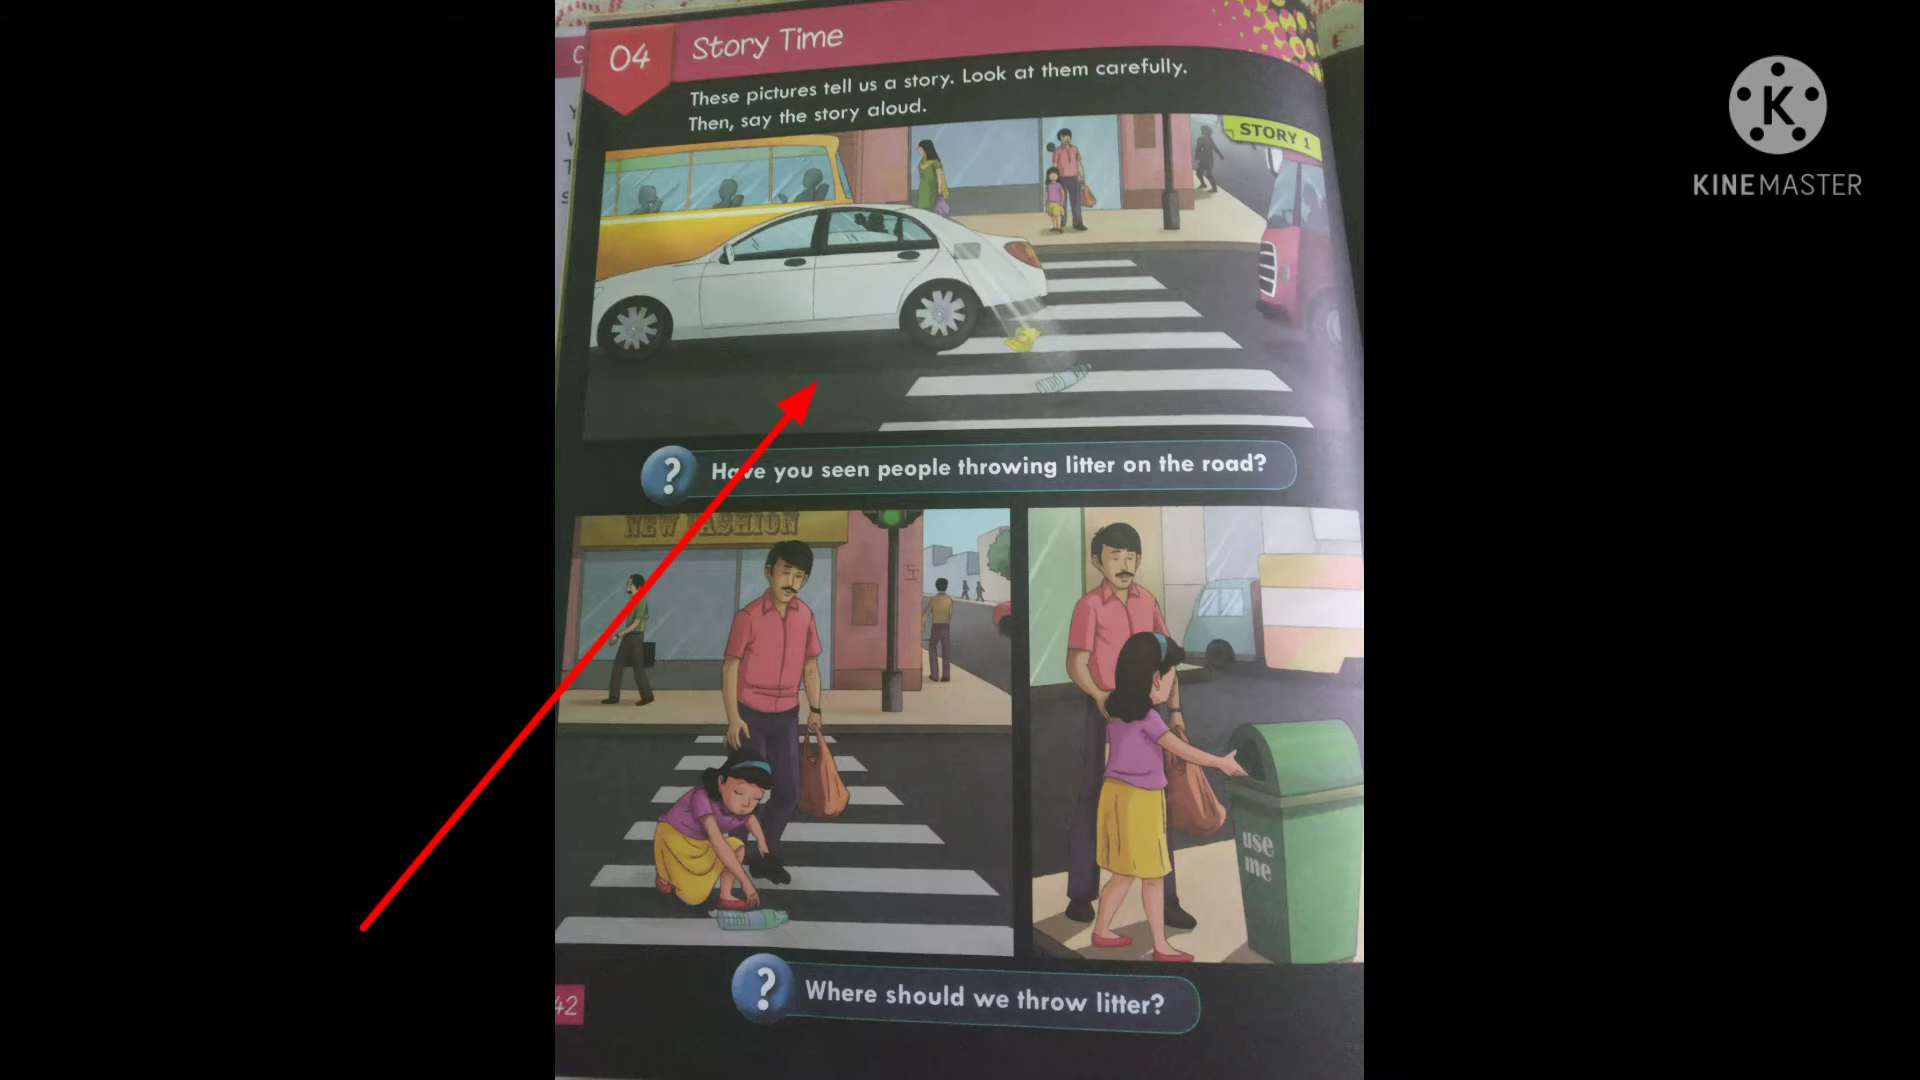 04
Story Time
These pictures tell us a story. Look at them carefully.
Then, say the story aloud.
STORY 1
KINEMASTER
? Have you seen people throwing litter on the road?
NEW FASHION
use
me
? Where should we throw litter?
42